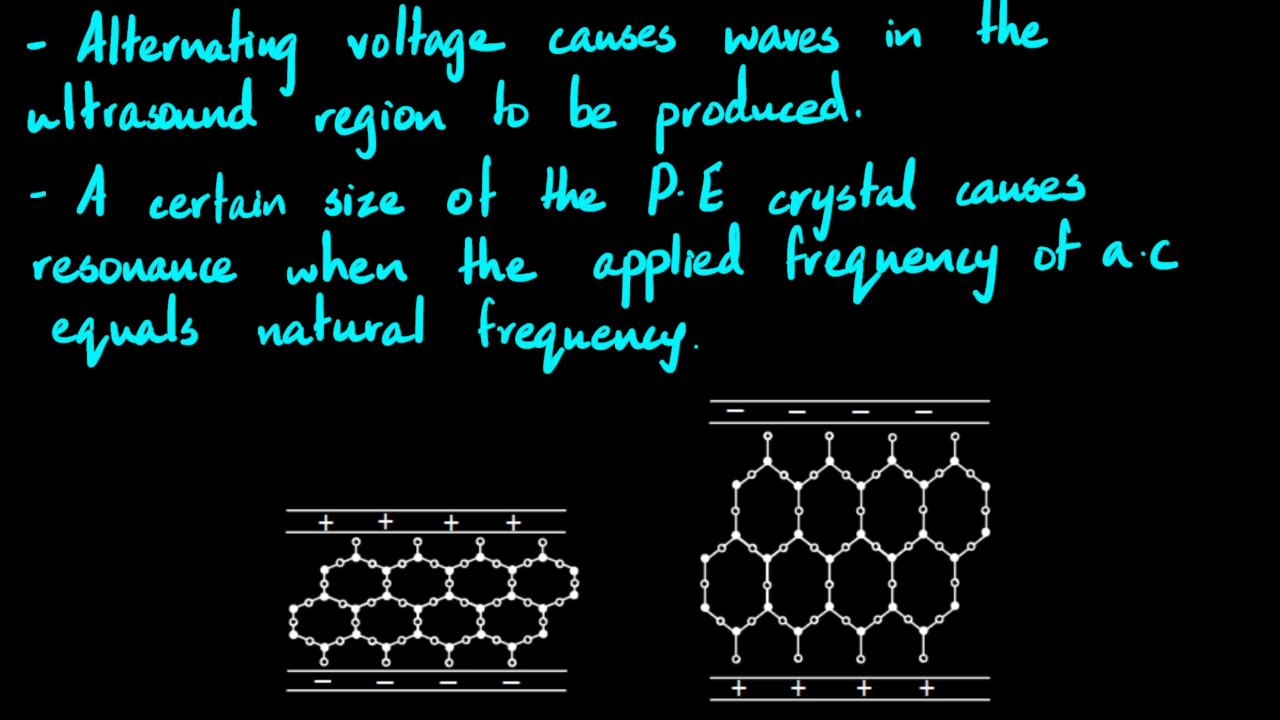 - Alternating voltage causes waves in the
ultrasound region to be produced.
- A certain size of the P.E crystal causes
resonance when the applied frequency of a.c
equals natural frequency.
- - - -
+ + + +
- - - -
+ + + +